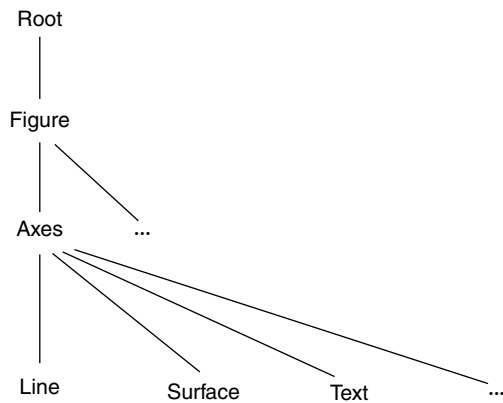 Root
Figure
Axes
...
Line
Surface
Text
...